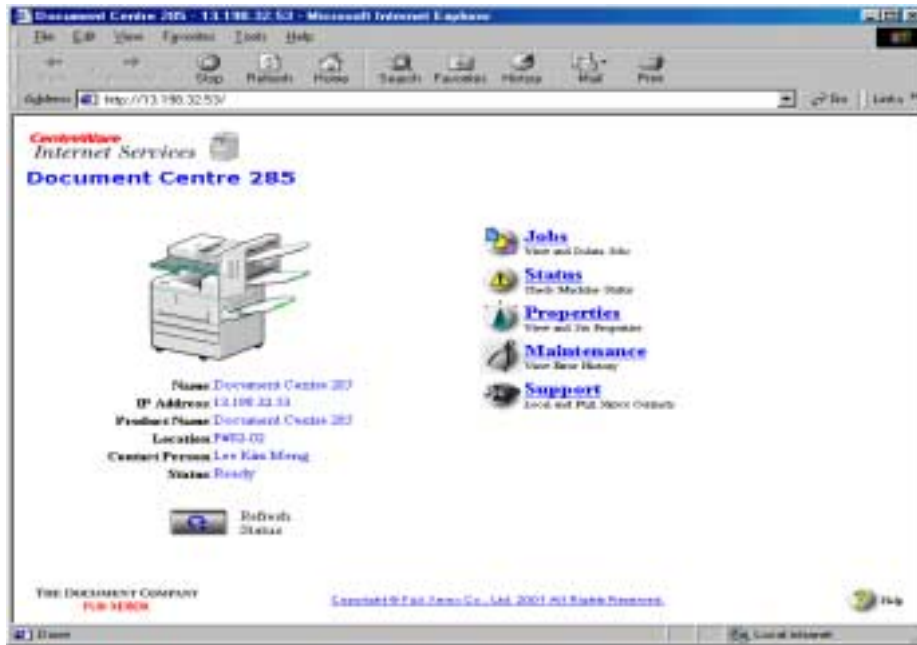 Document Centre 285 - 13.198.32.53 - Microsoft Internet Explorer
File Edit View Favorites Tools Help
Stop Refresh Home Search Favorites History Mail Print
Address http://13.198.32.53/ Go Links
CentreWare
Internet Services
Document Centre 285
Jobs
View and Delete Jobs
Status
Check Machine Status
Properties
View and Set Properties
Maintenance
View Error History
Support
Local and Fuji Xerox Contacts
Name Document Centre 285
IP Address 13.198.32.53
Product Name Document Centre 285
Location
Contact Person Lee Kim Meng
Status Ready
Refresh
Status
THE DOCUMENT COMPANY
FUJI XEROX
Copyright © Fuji Xerox Co., Ltd. 2001 All Rights Reserved.
Help
Done
Local intranet